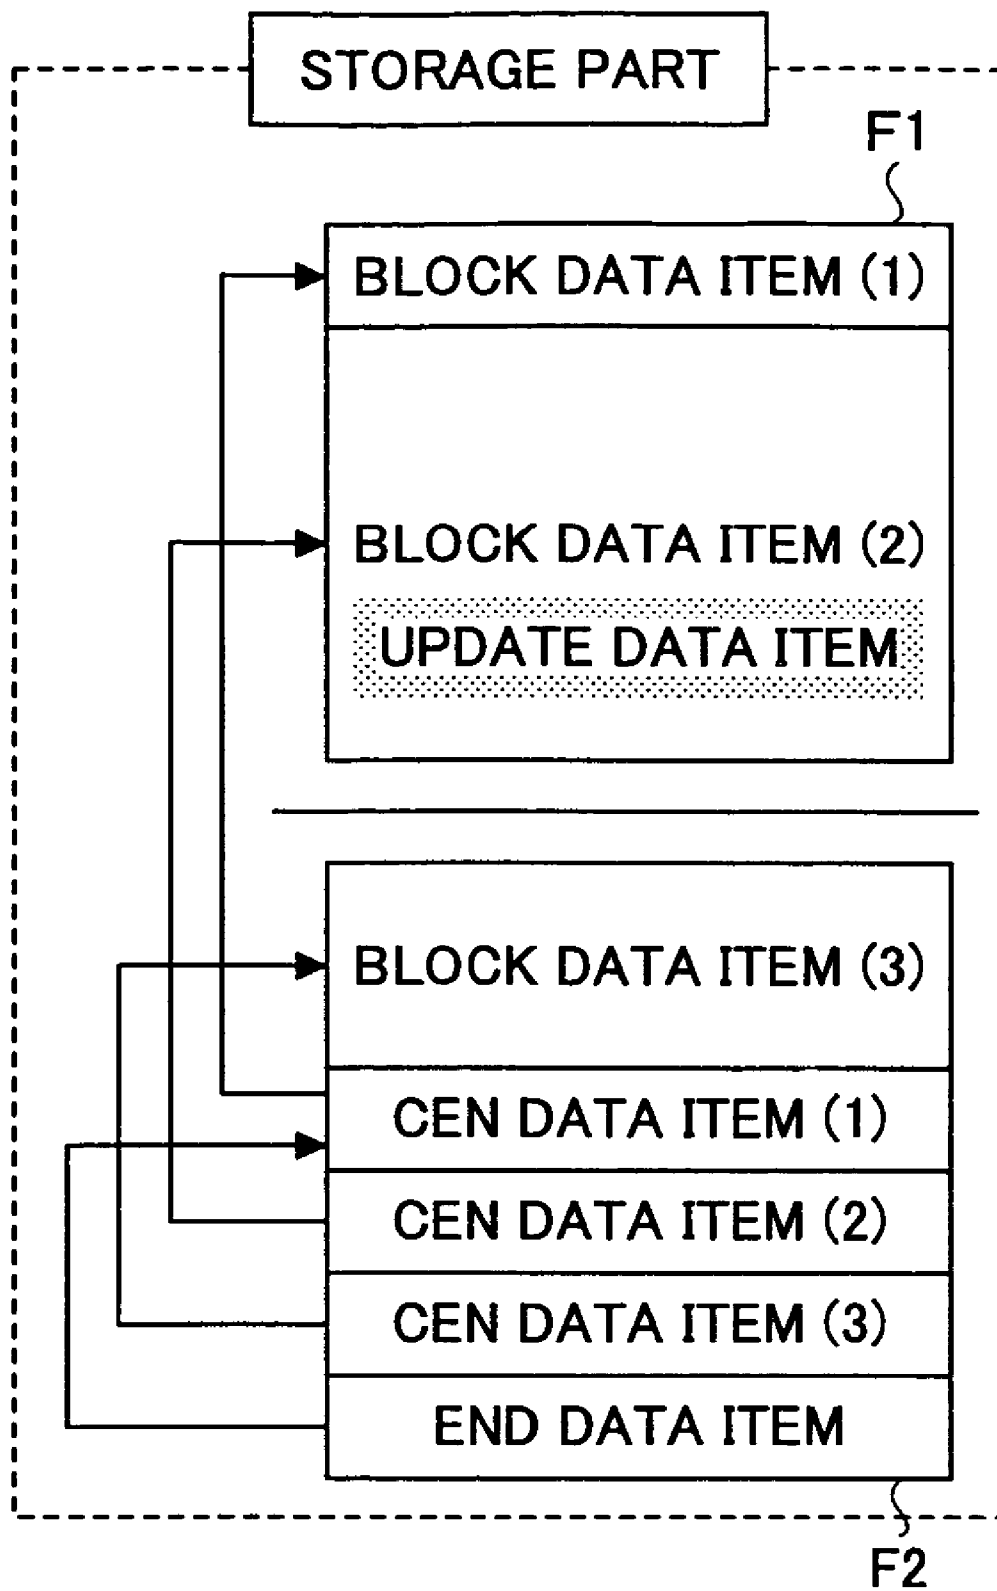 STORAGE PART
F1
BLOCK DATA ITEM (1)
BLOCK DATA ITEM (2)
UPDATE DATA ITEM
BLOCK DATA ITEM (3)
CEN DATA ITEM (1)
CEN DATA ITEM (2)
CEN DATA ITEM (3)
END DATA ITEM
F2